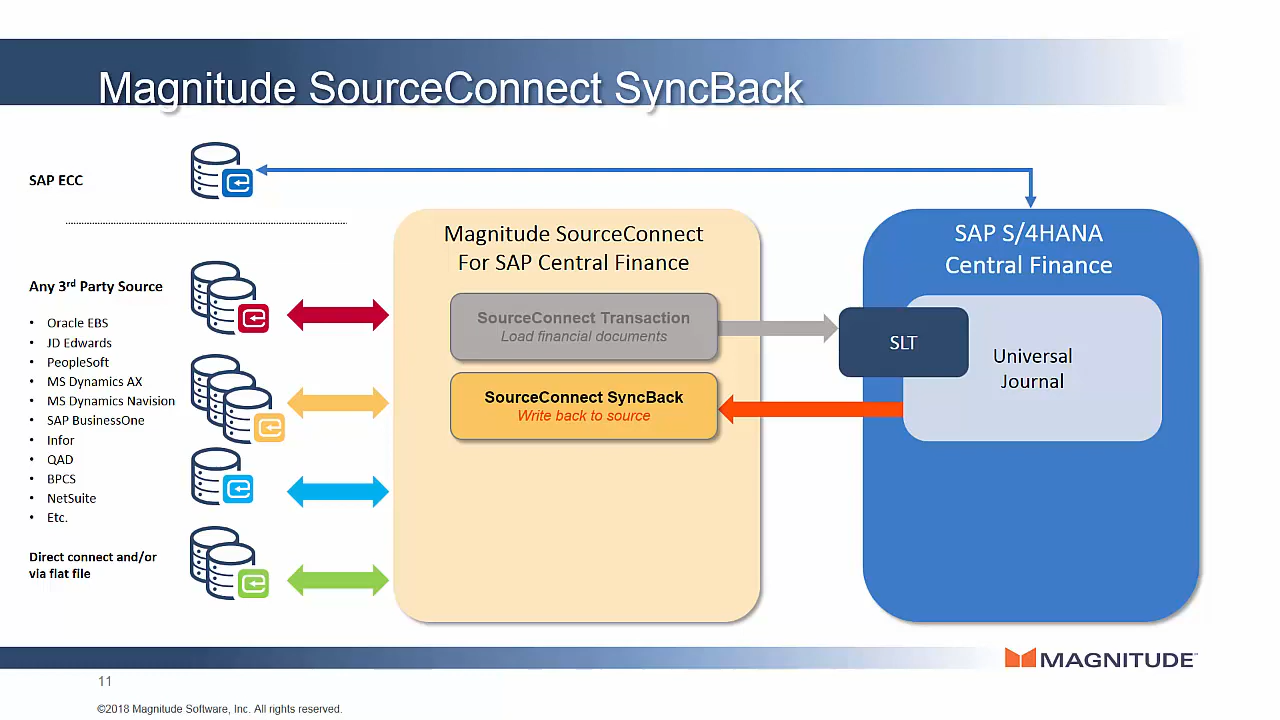 Magnitude SourceConnect SyncBack
SAP ECC
Any 3rd Party Source
• Oracle EBS
• JD Edwards
• PeopleSoft
• MS Dynamics AX
• MS Dynamics Navision
• SAP BusinessOne
• Infor
• QAD
• BPCS
• NetSuite
• Etc.
Direct connect and/or
via flat file
Magnitude SourceConnect
For SAP Central Finance
SourceConnect Transaction
Load financial documents
SourceConnect SyncBack
Write back to source
SAP S/4HANA
Central Finance
SLT
Universal
Journal
MAGNITUDE
11
©2018 Magnitude Software, Inc. All rights reserved.